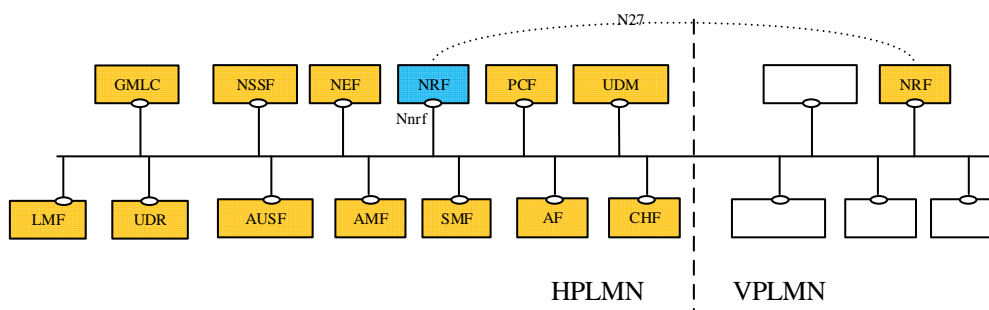 N27
GMLC NSSF NEF NRF PCF UDM NRF
Nnrf
LMF UDR AUSF AMF SMF AF CHF
HPLMN VPLMN